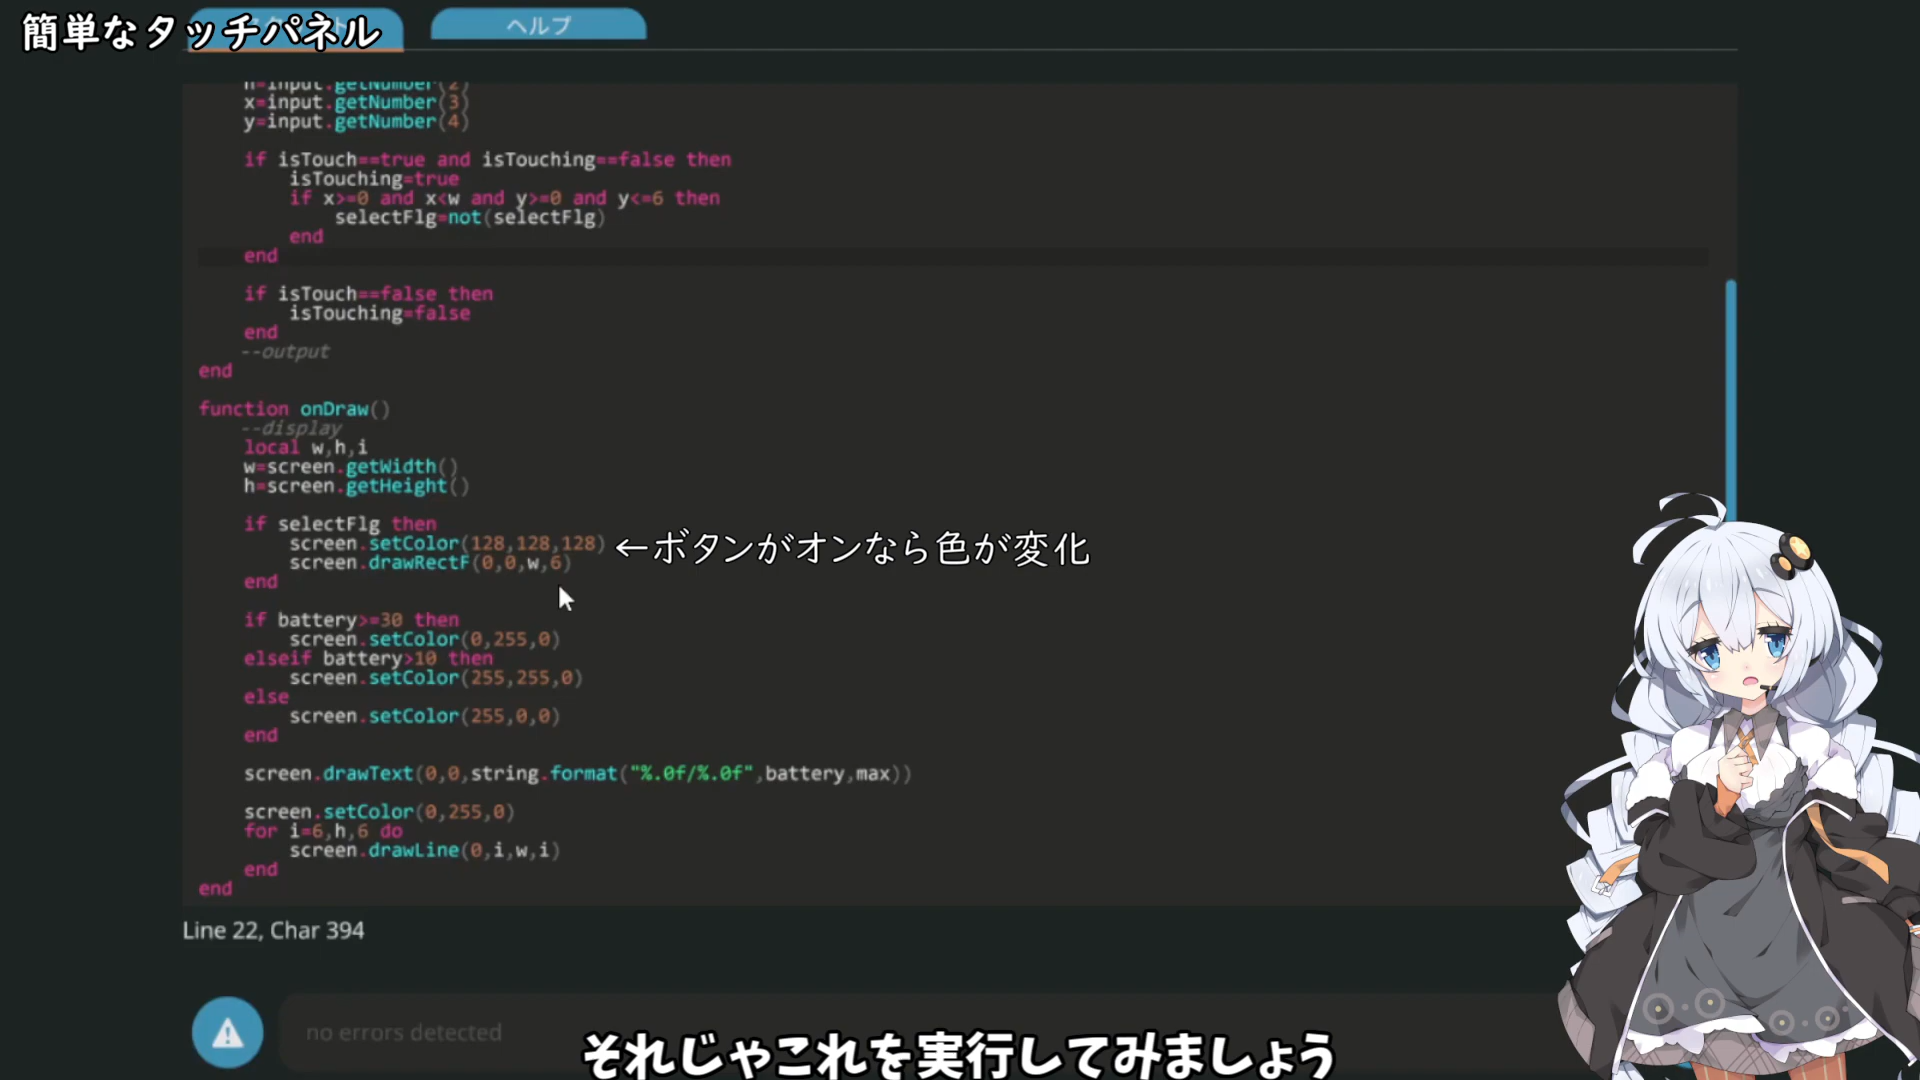 簡単なタッチパネル
ヘルプ
h=input.getNumber(2)
x=input.getNumber(3)
y=input.getNumber(4)
if isTouch==true and isTouching==false then
isTouching=true
if x>=0 and x<w and y>=0 and y<=6 then
selectFlg=not(selectFlg)
end
end
if isTouch==false then
isTouching=false
end
--output
end
function onDraw()
--display
local w,h,i
w=screen.getWidth()
h=screen.getHeight()
if selectFlg then
screen.setColor(128,128,128)
←ボタンがオンなら色が変化
screen.drawRectF(0,0,w,6)
end
if battery>=30 then
screen.setColor(0,255,0)
elseif battery>10 then
screen.setColor(255,255,0)
else
screen.setColor(255,0,0)
end
screen.drawText(0,0,string.format("%.0f/%.0f",battery,max))
screen.setColor(0,255,0)
for i=6,h,6 do
screen.drawLine(0,i,w,i)
end
end
Line 22, Char 394
no errors detected
それじゃこれを実行してみましょう